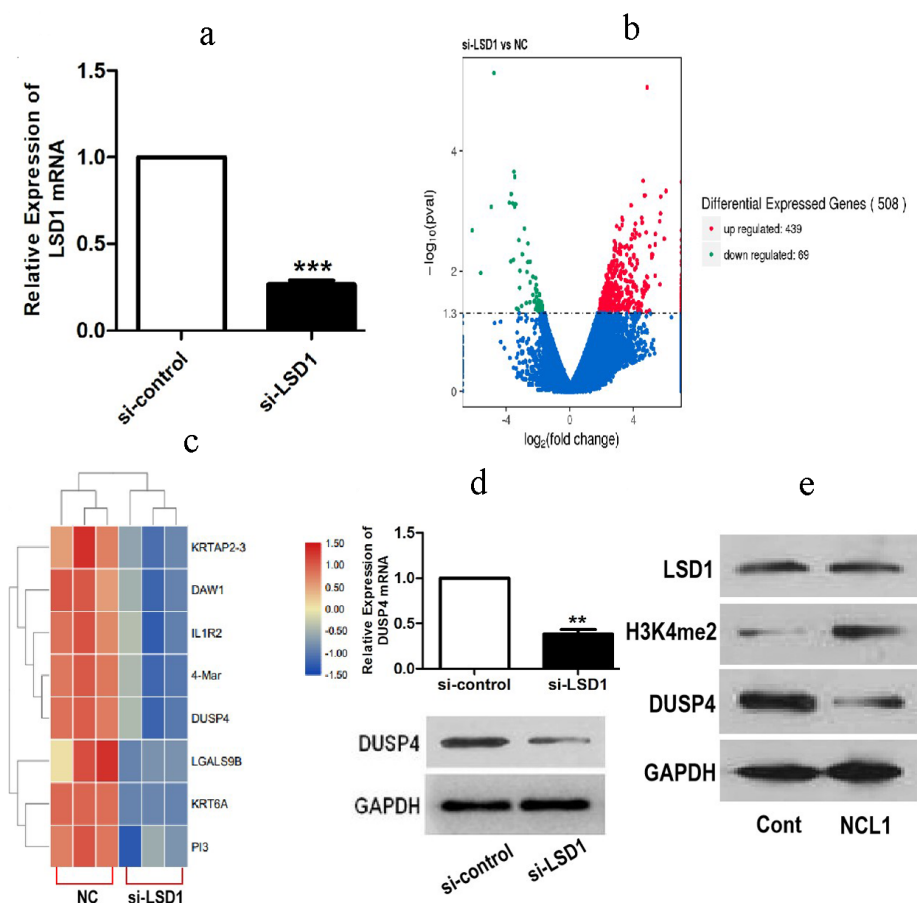 a
Relative Expression of
LSD1 mRNA
1.5
1.0
0.5
0.0
***
si-control
si-LSD1
b
si-LSD1 vs NC
−log10(pval)
4
2
1.3
0
-4
0
4
log2(fold change)
Differential Expressed Genes ( 508 )
up regulated: 439
down regulated: 69
c
KRTAP2-3
DAW1
IL1R2
4-Mar
DUSP4
LGALS9B
KRT6A
PI3
NC
si-LSD1
1.50
1.00
0.00
-1.00
-1.50
d
Relative Expression of
DUSP4 mRNA
1.5
1.0
0.5
0.0
**
si-control
si-LSD1
DUSP4
GAPDH
si-control
si-LSD1
e
LSD1
H3K4me2
DUSP4
GAPDH
Cont
NCL1